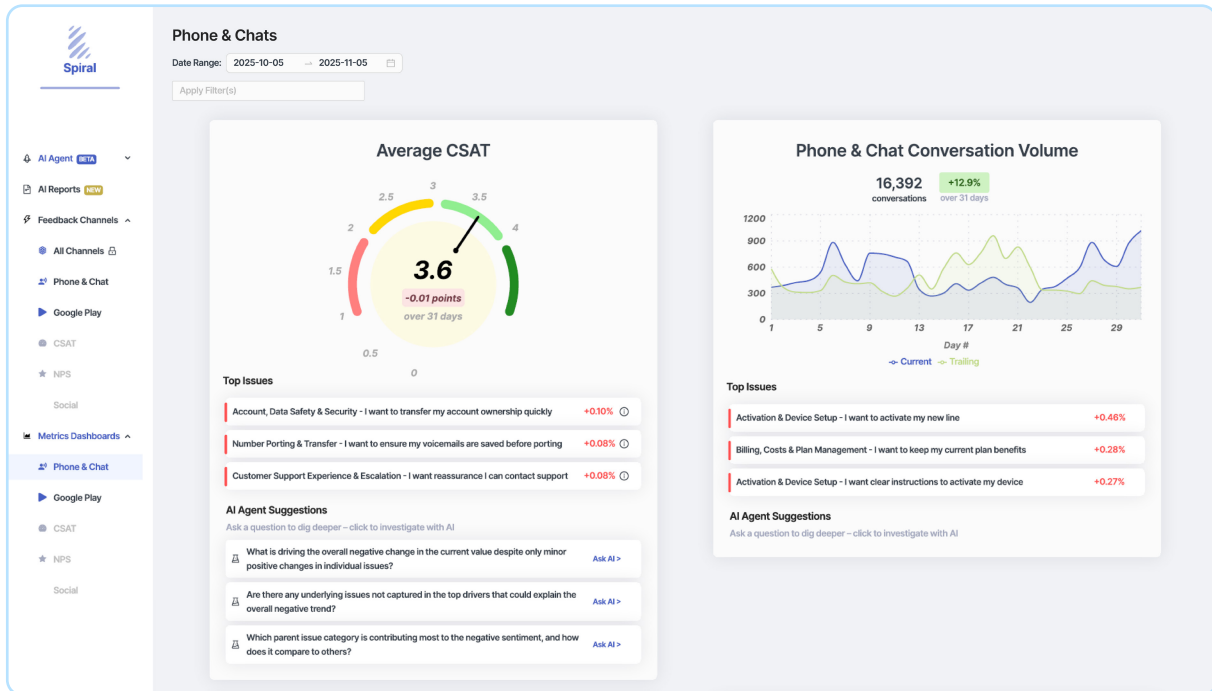 Spiral
AI Agent BETA
AI Reports NEW
Feedback Channels
All Channels
Phone & Chat
Google Play
CSAT
NPS
Social
Metrics Dashboards
Phone & Chat
Google Play
CSAT
NPS
Social
Phone & Chats
Date Range: 2025-10-05 → 2025-11-05
Apply Filter(s)
Average CSAT
0
0.5
1
1.5
2
2.5
3
3.5
4
3.6
-0.01 points
over 31 days
Top Issues
Account, Data Safety & Security - I want to transfer my account ownership quickly +0.10%
Number Porting & Transfer - I want to ensure my voicemails are saved before porting +0.08%
Customer Support Experience & Escalation - I want reassurance I can contact support +0.08%
AI Agent Suggestions
Ask a question to dig deeper – click to investigate with AI
What is driving the overall negative change in the current value despite only minor
positive changes in individual issues?
Ask AI >
Are there any underlying issues not captured in the top drivers that could explain the
overall negative trend?
Ask AI >
Which parent issue category is contributing most to the negative sentiment, and how
does it compare to others?
Ask AI >
Phone & Chat Conversation Volume
16,392 +12.9%
conversations over 31 days
1200
900
600
300
0
1 5 9 13 17 21 25 29
Day #
Current Trailing
Top Issues
Activation & Device Setup - I want to activate my new line +0.46%
Billing, Costs & Plan Management - I want to keep my current plan benefits +0.28%
Activation & Device Setup - I want clear instructions to activate my device +0.27%
AI Agent Suggestions
Ask a question to dig deeper – click to investigate with AI